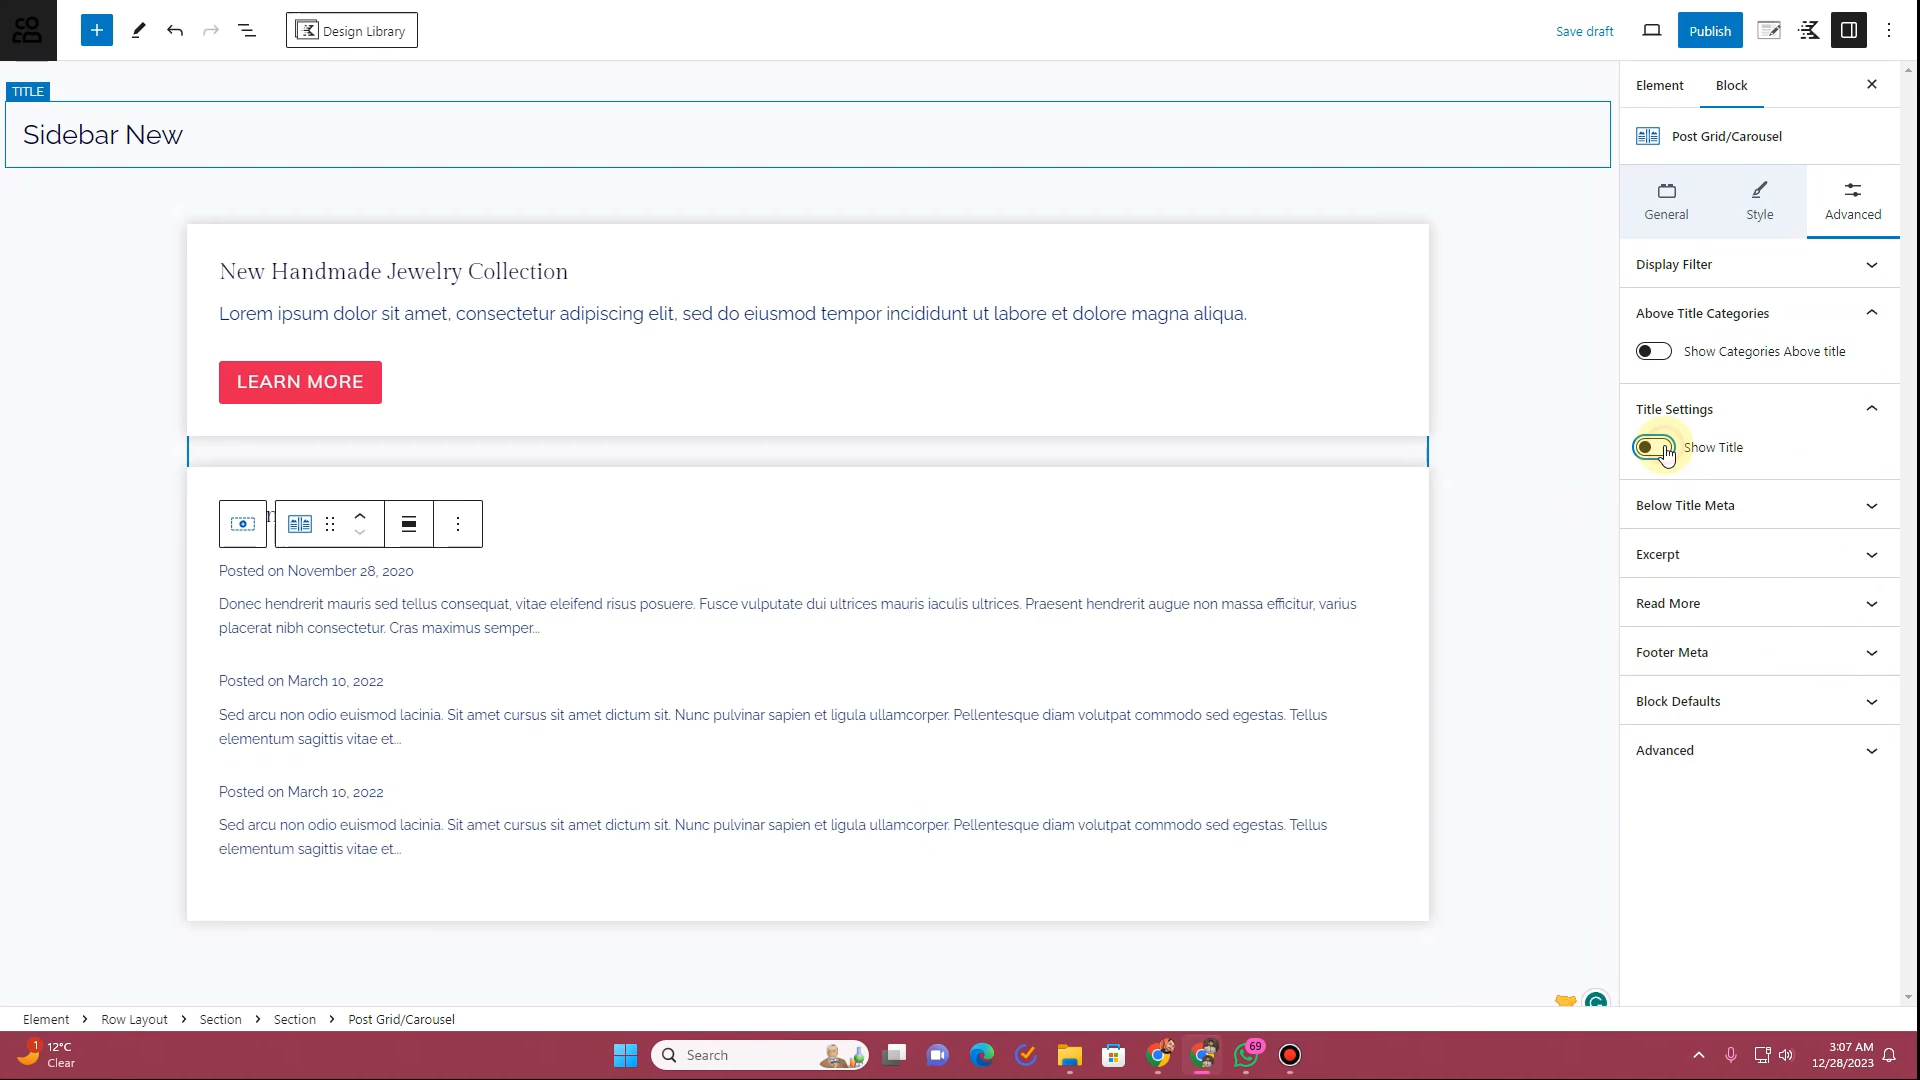 Design Library
Save draft
Publish
TITLE
Sidebar New
Element
Block
Post Grid/Carousel
General
Style
Advanced
Display Filter
Above Title Categories
Show Categories Above title
Title Settings
Show Title
Below Title Meta
Excerpt
Read More
Footer Meta
Block Defaults
Advanced
New Handmade Jewelry Collection
Lorem ipsum dolor sit amet, consectetur adipiscing elit, sed do eiusmod tempor incididunt ut labore et dolore magna aliqua.
LEARN MORE
Posted on November 28, 2020
Donec hendrerit mauris sed tellus consequat, vitae eleifend risus posuere. Fusce vulputate dui ultrices mauris iaculis ultrices. Praesent hendrerit augue non massa efficitur, varius
placerat nibh consectetur. Cras maximus semper...
Posted on March 10, 2022
Sed arcu non odio euismod lacinia. Sit amet cursus sit amet dictum sit. Nunc pulvinar sapien et ligula ullamcorper. Pellentesque diam volutpat commodo sed egestas. Tellus
elementum sagittis vitae et...
Posted on March 10, 2022
Sed arcu non odio euismod lacinia. Sit amet cursus sit amet dictum sit. Nunc pulvinar sapien et ligula ullamcorper. Pellentesque diam volutpat commodo sed egestas. Tellus
elementum sagittis vitae et...
Element > Row Layout > Section > Section > Post Grid/Carousel
1
12°C
Clear
Search
69
3:07 AM
12/28/2023